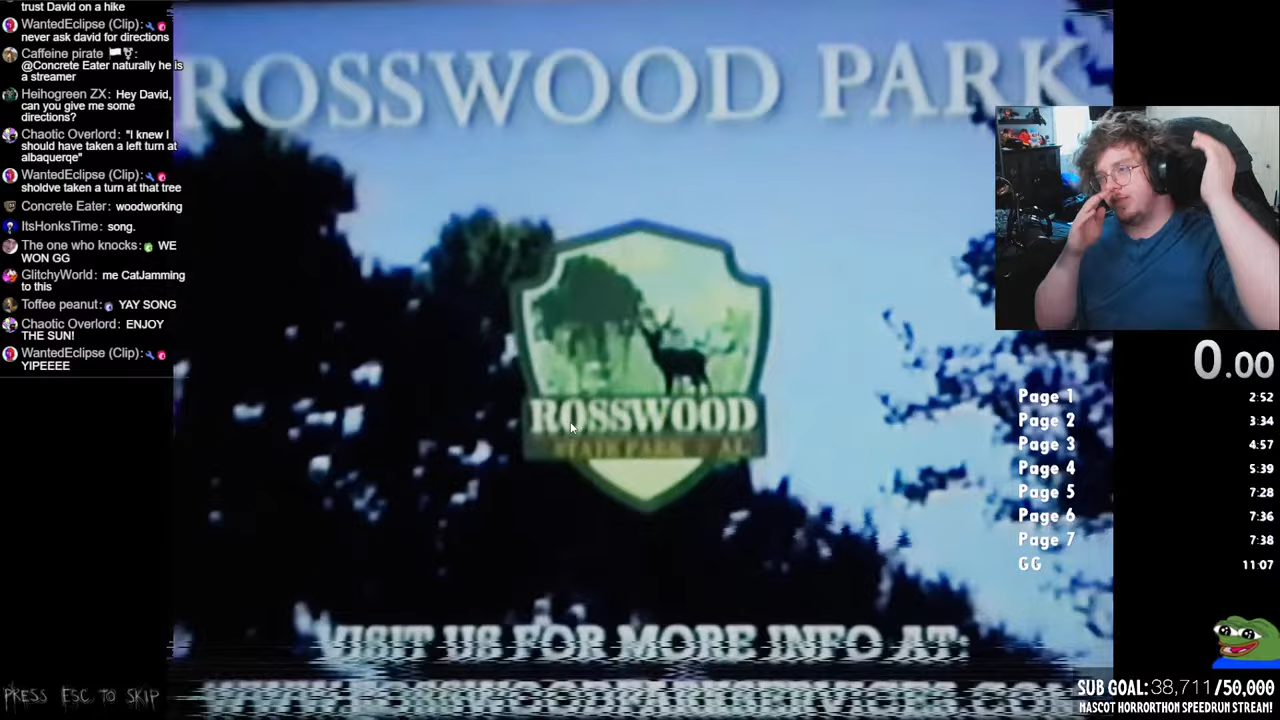 trust David on a hike
WantedEclipse (Clip):
never ask david for directions
Caffeine pirate
@Concrete Eater naturally he is
a streamer
Heihogreen ZX: Hey David,
can you give me some
directions?
Chaotic Overlord: "I knew I
should have taken a left turn at
albaquerqe"
WantedEclipse (Clip):
sholdve taken a turn at that tree
Concrete Eater: woodworking
ItsHonksTime: song.
The one who knocks: WE
WON GG
GlitchyWorld: me CatJamming
to this
Toffee peanut: YAY SONG
Chaotic Overlord: ENJOY
THE SUN!
WantedEclipse (Clip):
YIPEEEE
PRESS ESC TO SKIP
ROSSWOOD PARK
ROSSWOOD
STATE PARK
VISIT US FOR MORE INFO AT:
WWW.ROSSWOODPARKSERVICES.COM
0.00
Page 1 2:52
Page 2 3:34
Page 3 4:57
Page 4 5:39
Page 5 7:28
Page 6 7:36
Page 7 7:38
GG 11:07
SUB GOAL: 38,711/50,000
MASCOT HORRORTHON SPEEDRUN STREAM!